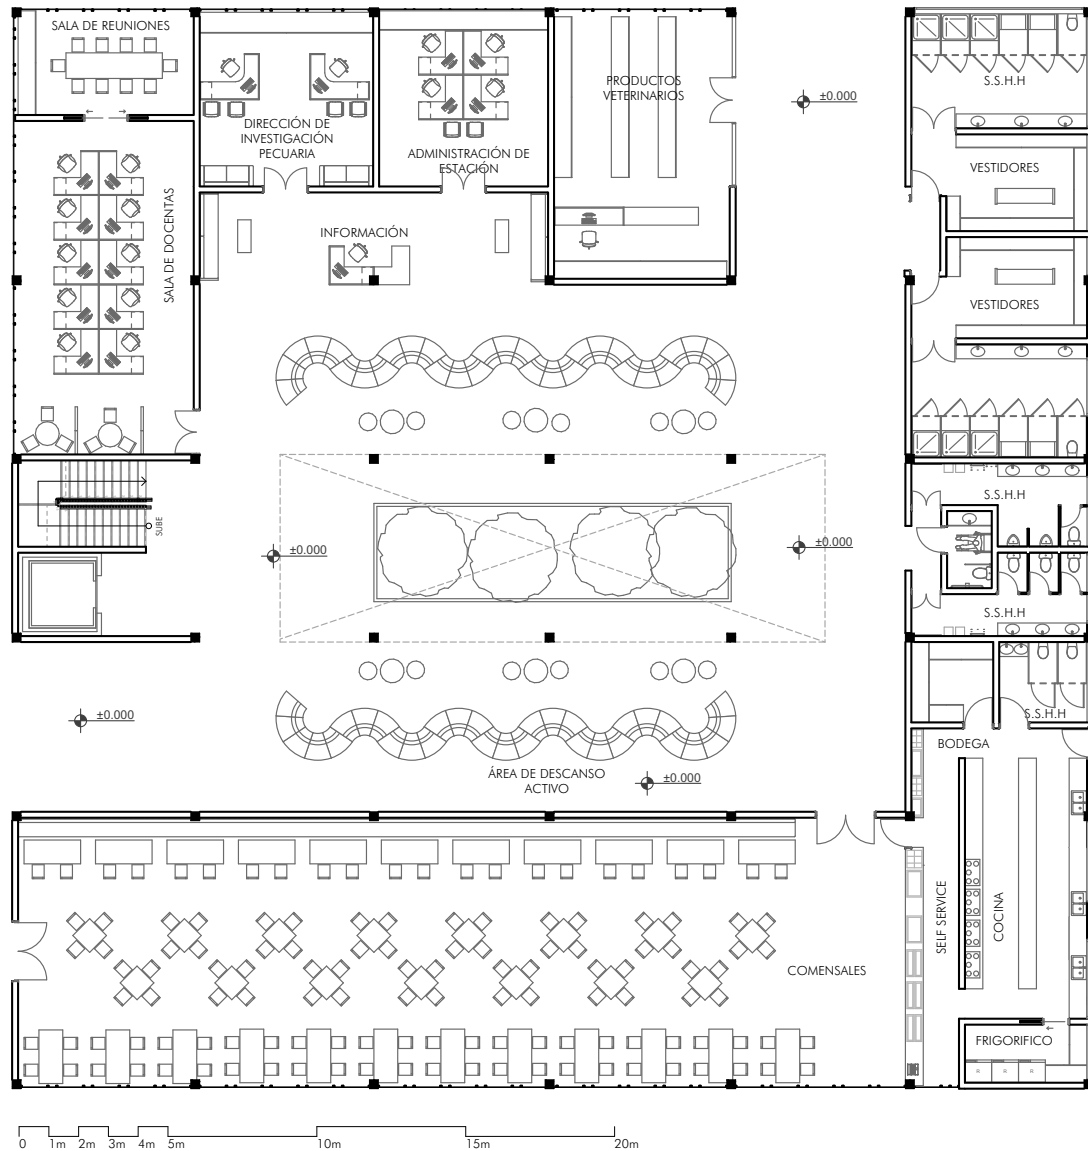 SALA DE REUNIONES
DIRECCIÓN DE
INVESTIGACIÓN
PECUARIA
ADMINISTRACIÓN DE
ESTACIÓN
PRODUCTOS
VETERINARIOS
±0.000
S.S.H.H
VESTIDORES
SALA DE DOCENTAS
INFORMACIÓN
VESTIDORES
S.S.H.H
SUBE
±0.000
±0.000
S.S.H.H
±0.000
S.S.H.H
BODEGA
ÁREA DE DESCANSO
ACTIVO
±0.000
SELF SERVICE
COCINA
COMENSALES
FRIGORIFICO
0 1m 2m 3m 4m 5m 10m 15m 20m